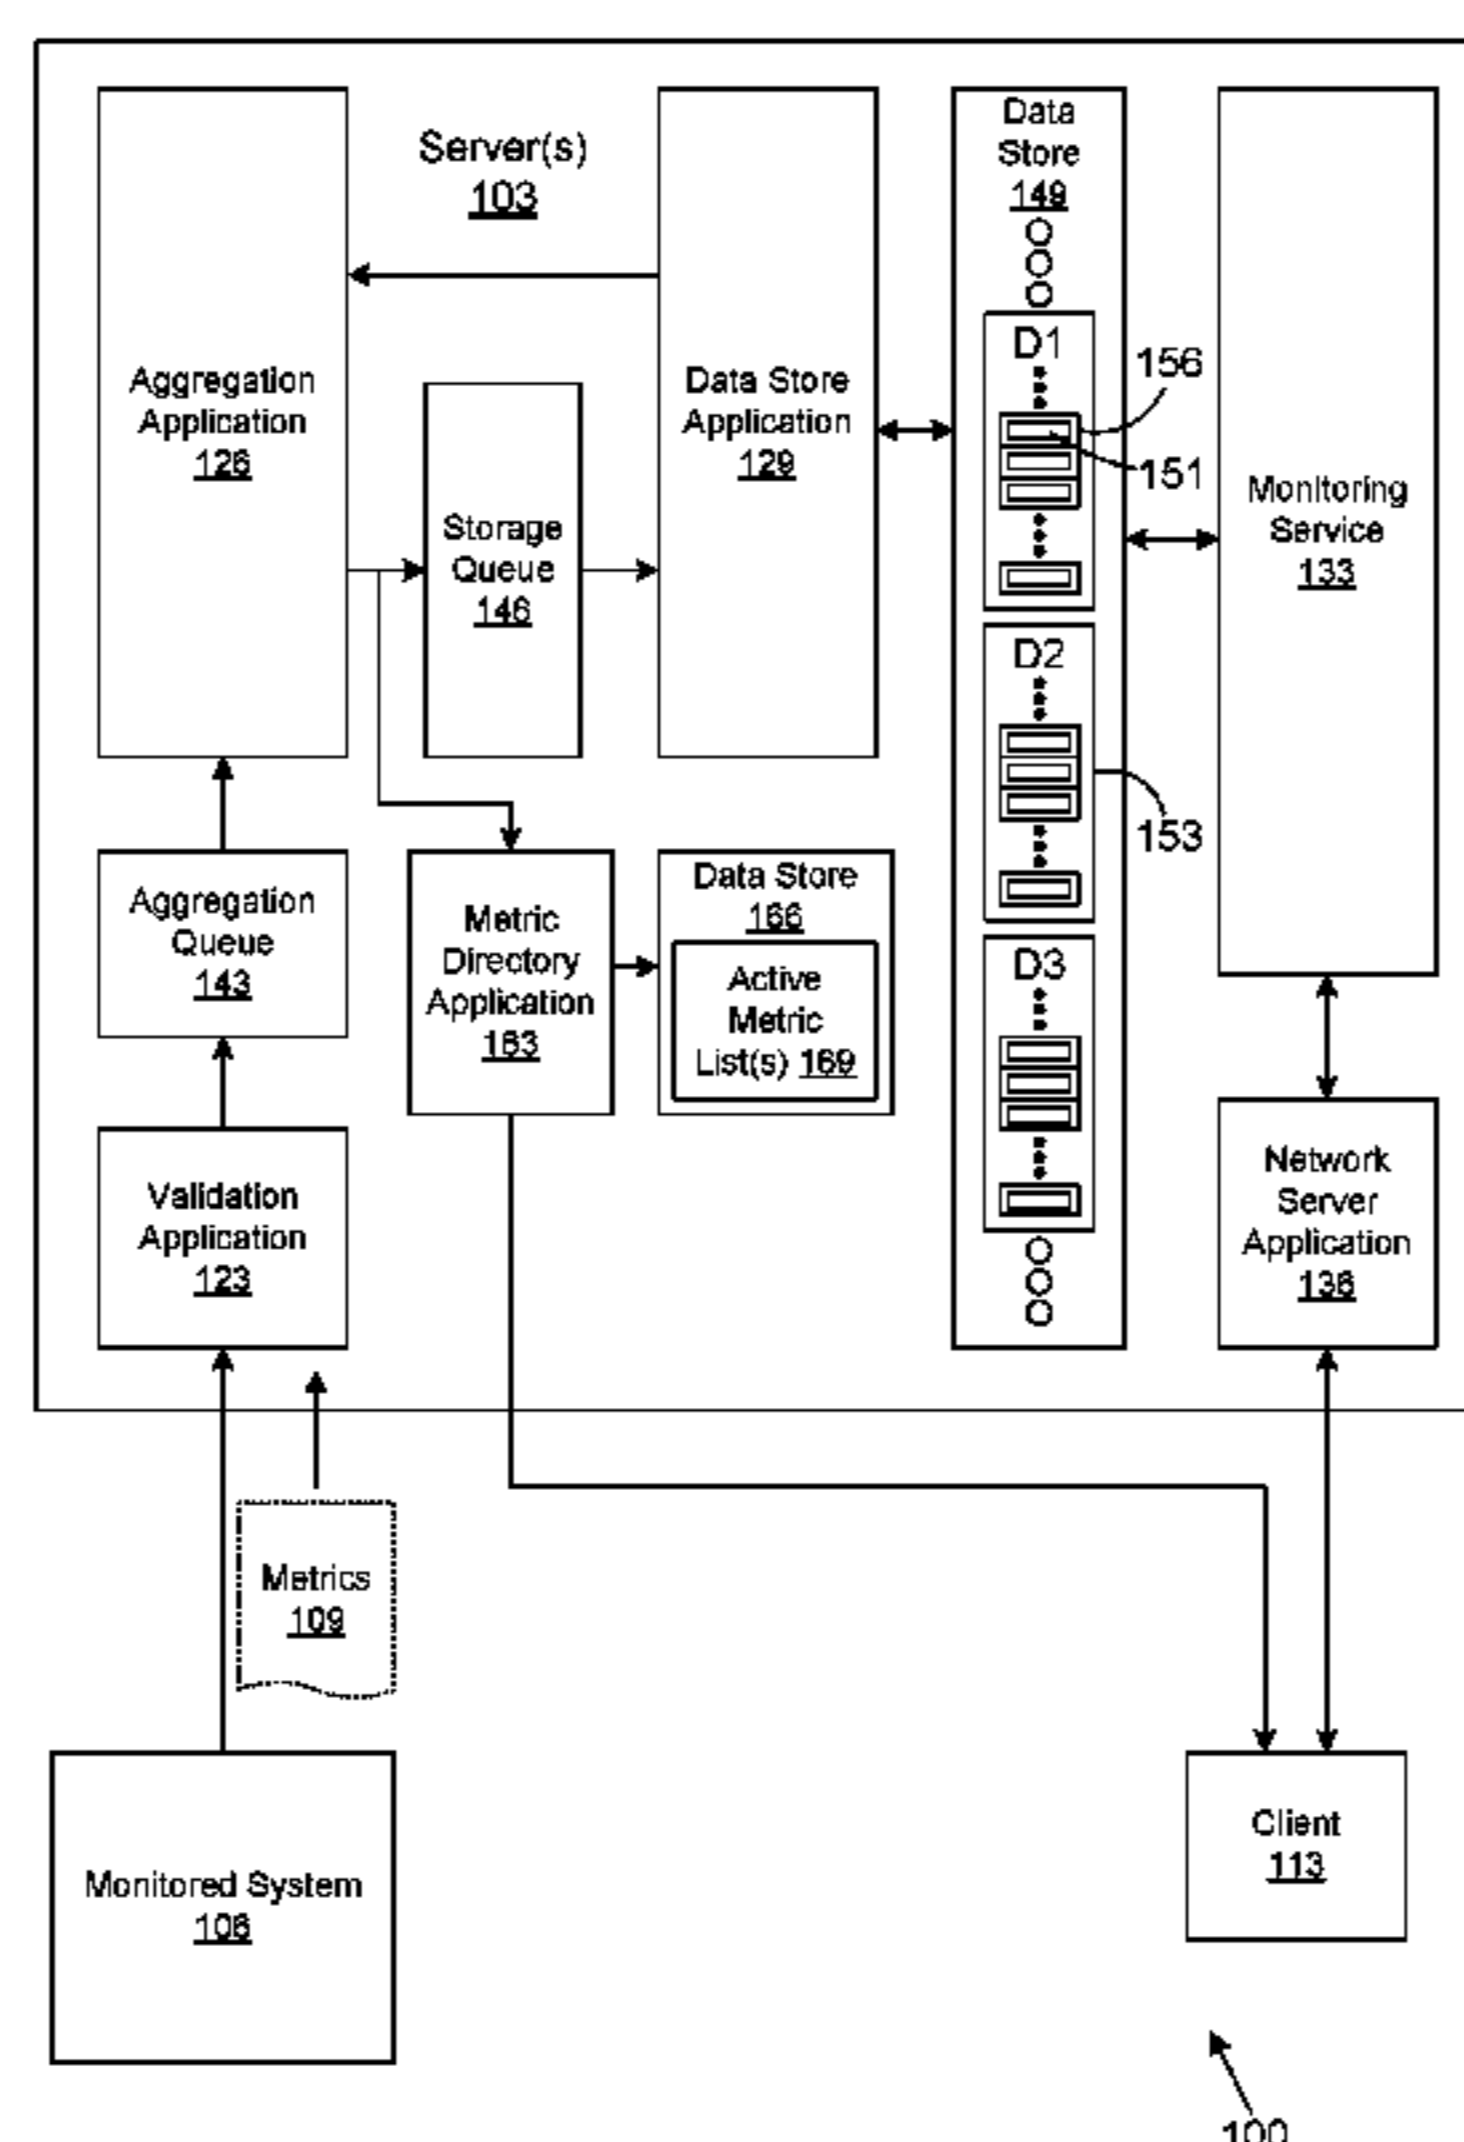 Server(s)
103
Aggregation
Application
126
Storage
Queue
146
Data Store
Application
129
Data
Store
149
D1
156
151
D2
153
D3
Monitoring
Service
133
Aggregation
Queue
143
Metric
Directory
Application
163
Data Store
166
Active
Metric
List(s) 169
Validation
Application
123
Network
Server
Application
136
Metrics
109
Monitored System
106
Client
113
100